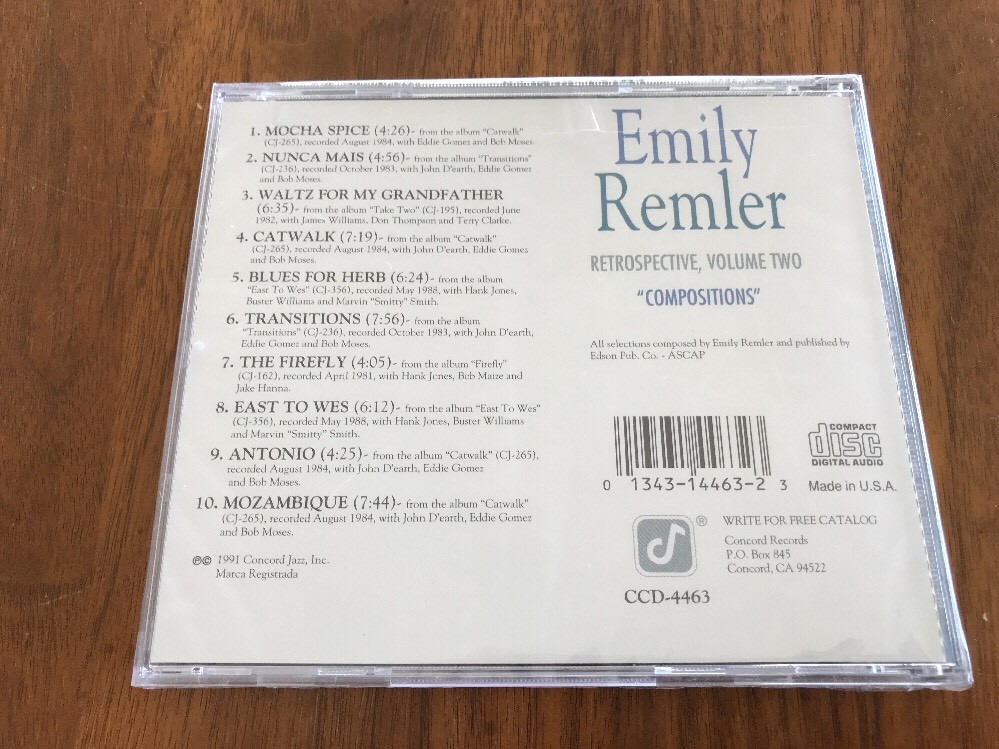 1. MOCHA SPICE (4:26)- from the album "Catwalk"
(CJ-265), recorded August 1984, with Eddie Gomez and Bob Moses.
2. NUNCA MAIS (4:56)- from the album "Transitions"
(CJ-236), recorded October 1983, with John D'earth, Eddie Gomez
and Bob Moses.
3. WALTZ FOR MY GRANDFATHER
(6:35)- from the album "Take Two" (CJ-195), recorded June
1982, with James Williams, Don Thompson and Terry Clarke.
4. CATWALK (7:19)- from the album "Catwalk"
(CJ-265), recorded August 1984, with John D'earth, Eddie Gomez
and Bob Moses.
5. BLUES FOR HERB (6:24)- from the album
"East To Wes" (CJ-356), recorded May 1988, with Hank Jones,
Buster Williams and Marvin "Smitty" Smith.
6. TRANSITIONS (7:56)- from the album
"Transitions" (CJ-236), recorded October 1983, with John D'earth,
Eddie Gomez and Bob Moses.
7. THE FIREFLY (4:05)- from the album "Firefly"
(CJ-162), recorded April 1981, with Hank Jones, Bob Maize and
Jake Hanna.
8. EAST TO WES (6:12)- from the album "East To Wes"
(CJ-356), recorded May 1988, with Hank Jones, Buster Williams
and Marvin "Smitty" Smith.
9. ANTONIO (4:25)- from the album "Catwalk" (CJ-265),
recorded August 1984, with John D'earth, Eddie Gomez
and Bob Moses.
10. MOZAMBIQUE (7:44)- from the album "Catwalk"
(CJ-265), recorded August 1984, with John D'earth, Eddie Gomez
and Bob Moses.
℗© 1991 Concord Jazz, Inc.
Marca Registrada
Emily
Remler
RETROSPECTIVE, VOLUME TWO
"COMPOSITIONS"
All selections composed by Emily Remler and published by
Edson Pub. Co. - ASCAP
0 1343-14463-2 3
COMPACT
disc
DIGITAL AUDIO
Made in U.S.A.
®
WRITE FOR FREE CATALOG
Concord Records
P.O. Box 845
Concord, CA 94522
CCD-4463